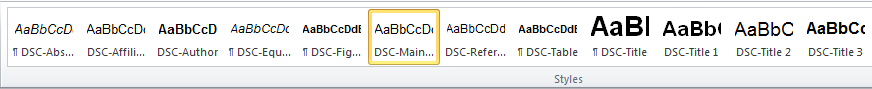 AaBbCcD AaBbCcDc AaBbCcD AaBbCcDc AaBbCcDdE AaBbCcDc AaBbCcDd AaBbCcDdE AaBl AaBb( AaBbC AaBbCc
¶ DSC-Abs... DSC-Affili... DSC-Author ¶ DSC-Equ... ¶ DSC-Fig... DSC-Main... DSC-Refer... ¶ DSC-Table ¶ DSC-Title DSC-Title 1 DSC-Title 2 DSC-Title 3
Styles